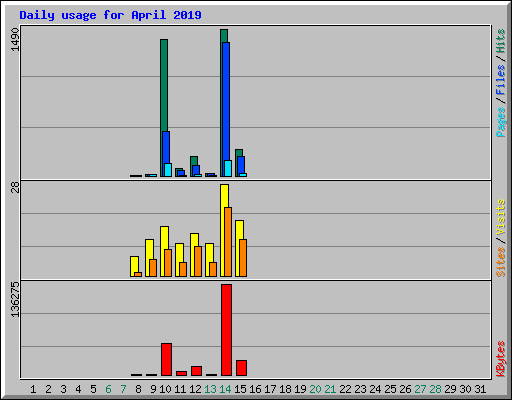 Daily usage for April 2019
1490
Pages / Files / Hits
28
Sites / Visits
136275
KBytes
1 2 3 4 5 6 7 8 9 10 11 12 13 14 15 16 17 18 19 20 21 22 23 24 25 26 27 28 29 30 31